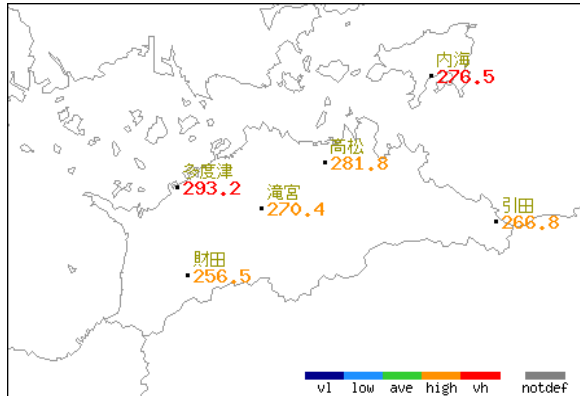 内海
276.5
高松
281.8
多度津
293.2
滝宮
270.4
引田
266.8
財田
256.5
vl low ave high vh notdef